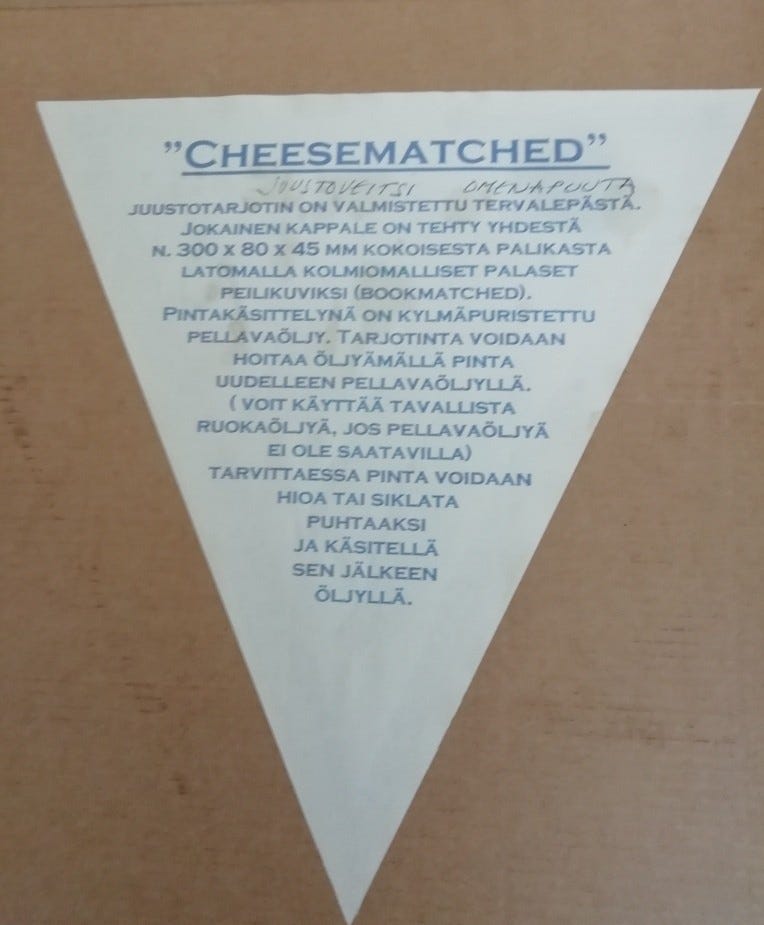 ”Cheesematched”
JUUSTOVEITSI OMENAPUUTA
juustotarjotin on valmistettu tervalepästä.
Jokainen kappale on tehty yhdestä
n. 300 x 80 x 45 mm kokoisesta palikasta
latomalla kolmiomalliset palaset
peilikuviksi (bookmatched).
Pintakäsittelynä on kylmäpuristettu
pellavaöljy. Tarjotinta voidaan
hoitaa öljyämällä pinta
uudelleen pellavaöljyllä.
( voit käyttää tavallista
ruokaöljyä, jos pellavaöljyä
ei ole saatavilla)
tarvittaessa pinta voidaan
hioa tai siklata
puhtaaksi
ja käsitellä
sen jälkeen
öljyllä.